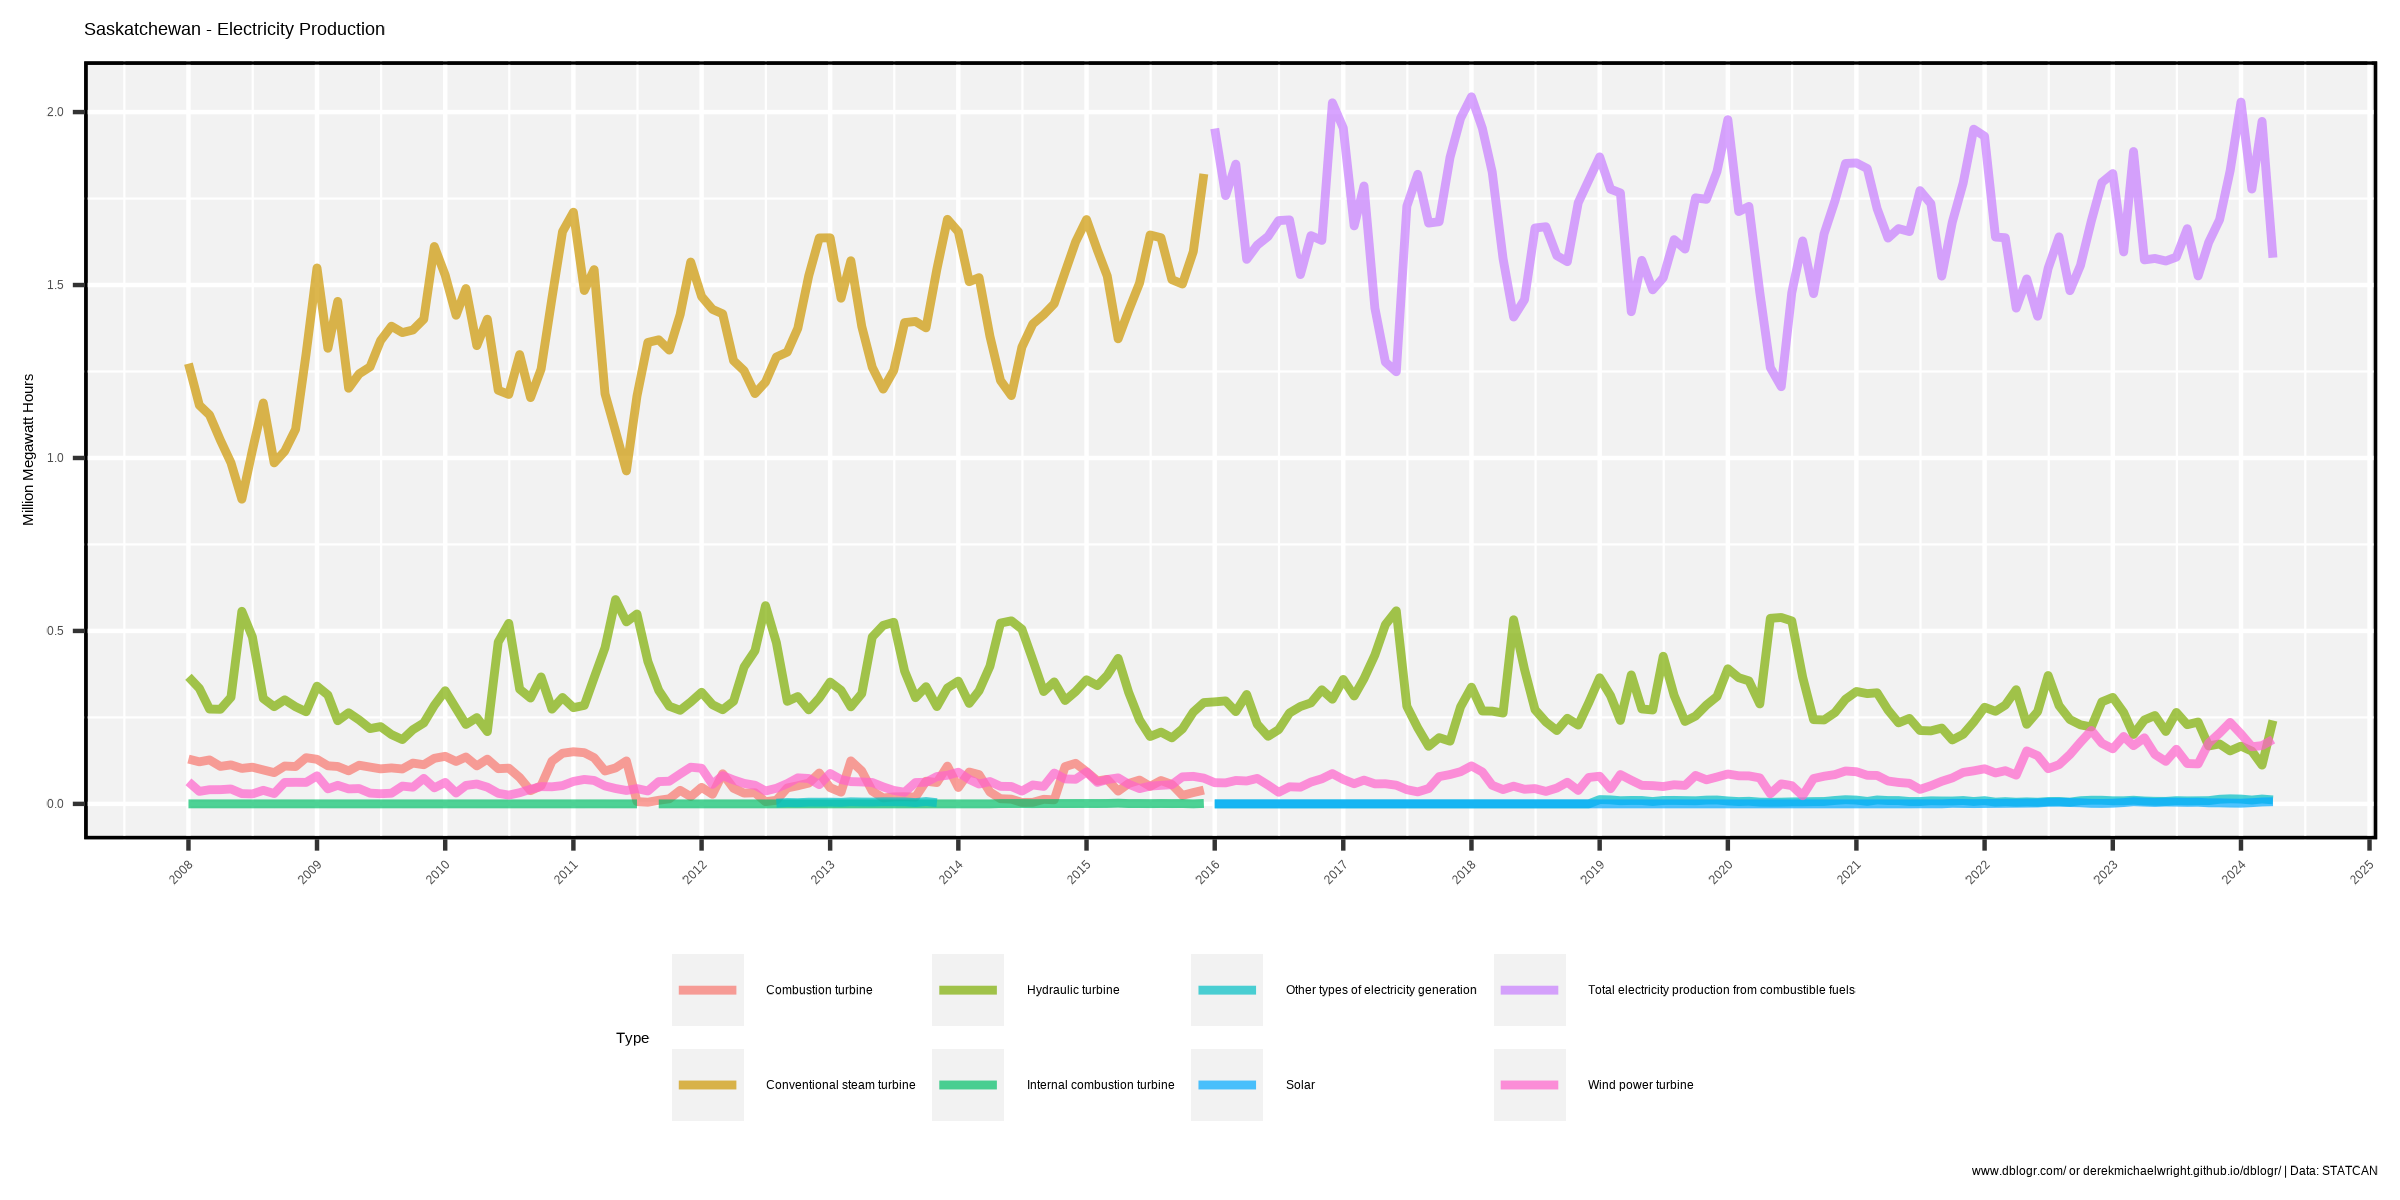 Saskatchewan - Electricity Production
Million Megawatt Hours
2.0
1.5
1.0
0.5
0.0
2008 2009 2010 2011 2012 2013 2014 2015 2016 2017 2018 2019 2020 2021 2022 2023 2024 2025
Type
Combustion turbine Hydraulic turbine Other types of electricity generation Total electricity production from combustible fuels
Conventional steam turbine Internal combustion turbine Solar Wind power turbine
www.dblogr.com/ or derekmichaelwright.github.io/dblogr/ | Data: STATCAN